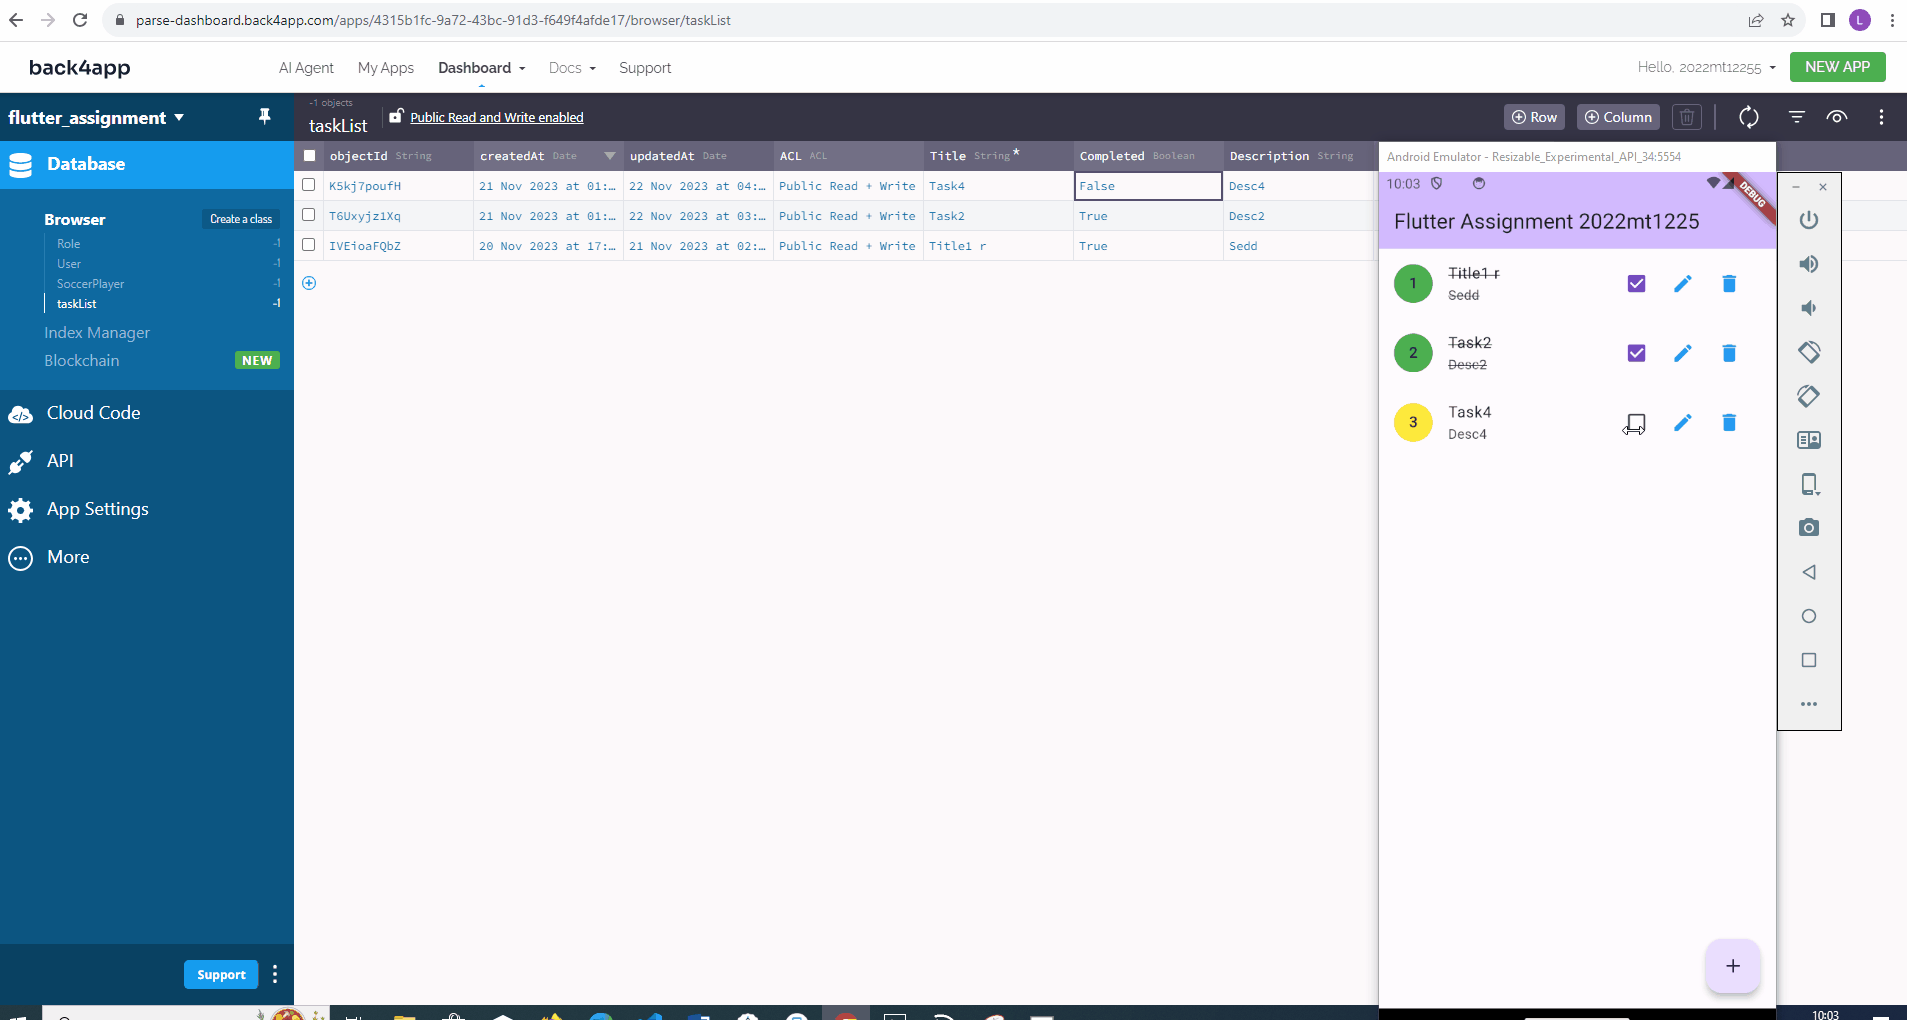 parse-dashboard.back4app.com/apps/4315b1fc-9a72-43bc-91d3-f649f4afde17/browser/taskList
L
back4app
AI Agent
My Apps
Dashboard
Docs
Support
Hello, 2022mt12255
NEW APP
flutter_assignment
-1 objects
taskList
Public Read and Write enabled
Row
Column
Database
Browser
Create a class
Role -1
User -1
SoccerPlayer -1
taskList -1
Index Manager
Blockchain NEW
Cloud Code
API
App Settings
More
Support
objectId String createdAt Date updatedAt Date ACL ACL Title String * Completed Boolean Description String
K5kj7poufH 21 Nov 2023 at 01:… 22 Nov 2023 at 04:… Public Read + Write Task4 False Desc4
T6Uxyjz1Xq 21 Nov 2023 at 01:… 22 Nov 2023 at 03:… Public Read + Write Task2 True Desc2
IVEioaFQbZ 20 Nov 2023 at 17:… 21 Nov 2023 at 02:… Public Read + Write Title1 r True Sedd
Android Emulator - Resizable_Experimental_API_34:5554
10:03
DEBUG
Flutter Assignment 2022mt1225
1
Title1 r
Sedd
2
Task2
Desc2
3
Task4
Desc4
+
10:03